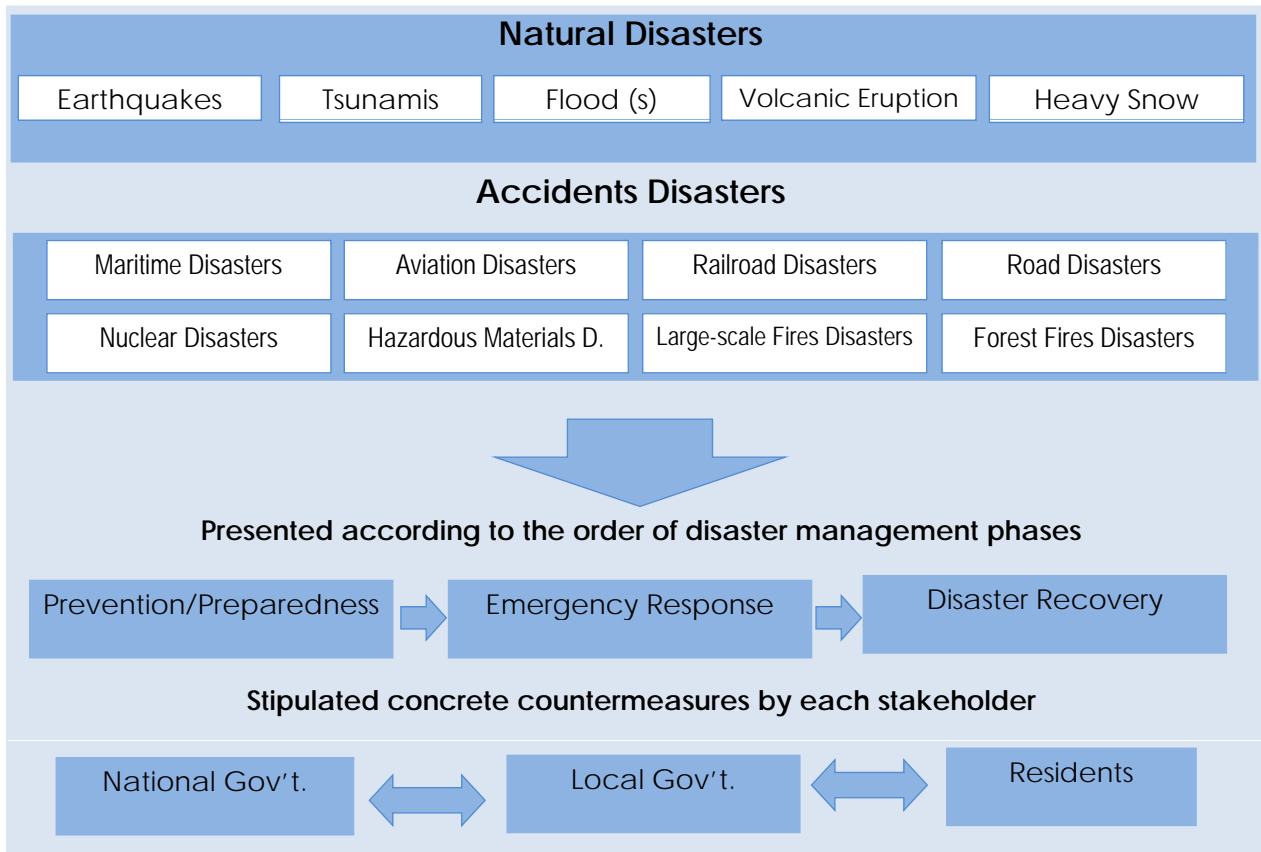 Natural Disasters
Earthquakes
Tsunamis
Flood (s)
Volcanic Eruption
Heavy Snow
Accidents Disasters
Maritime Disasters
Aviation Disasters
Railroad Disasters
Road Disasters
Nuclear Disasters
Hazardous Materials D.
Large-scale Fires Disasters
Forest Fires Disasters
Presented according to the order of disaster management phases
Prevention/Preparedness
Emergency Response
Disaster Recovery
Stipulated concrete countermeasures by each stakeholder
National Gov't.
Local Gov't.
Residents